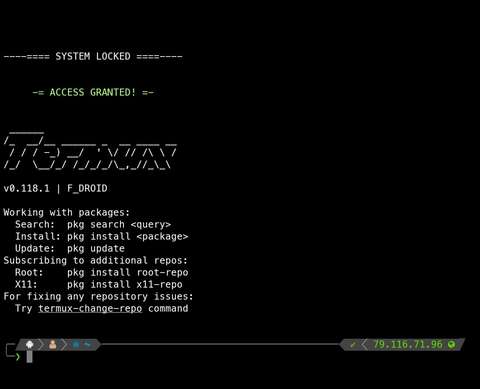 ----==== SYSTEM LOCKED ====----
-= ACCESS GRANTED! =-
Termux
v0.118.1 | F_DROID
Working with packages:
Search: pkg search <query>
Install: pkg install <package>
Update: pkg update
Subscribing to additional repos:
Root: pkg install root-repo
X11: pkg install x11-repo
For fixing any repository issues:
Try termux-change-repo command
~ ✓ 79.116.71.96